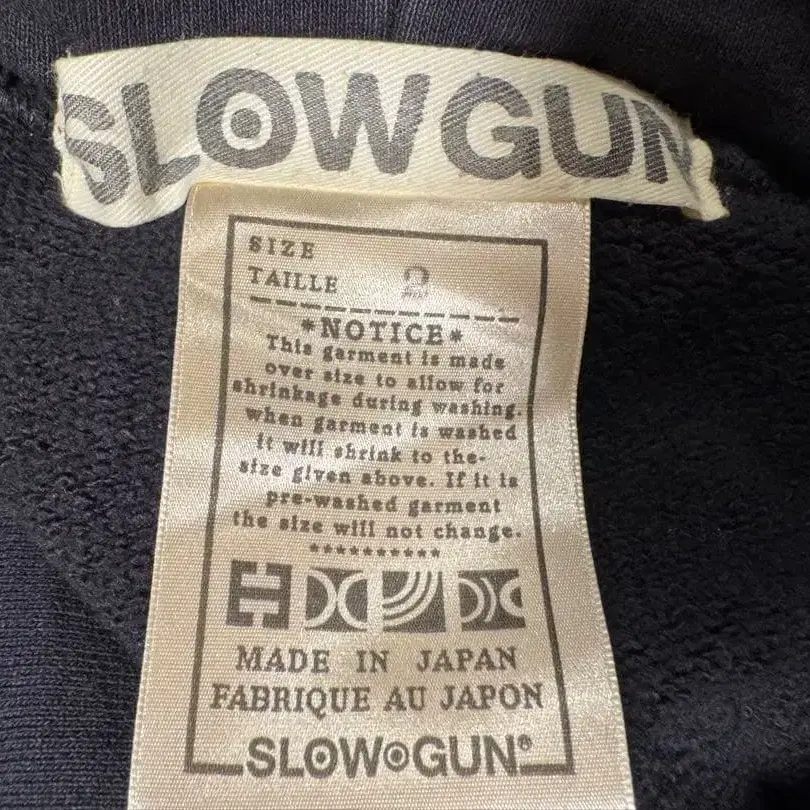 SLOWGUN
SIZE
TAILLE 2
*NOTICE*
This garment is made
over size to allow for
shrinkage during washing.
when garment is washed
it will shrink to the-
size given above. If it is
pre-washed garment
the size will not change.
**********
MADE IN JAPAN
FABRIQUE AU JAPON
SLOWGUN®